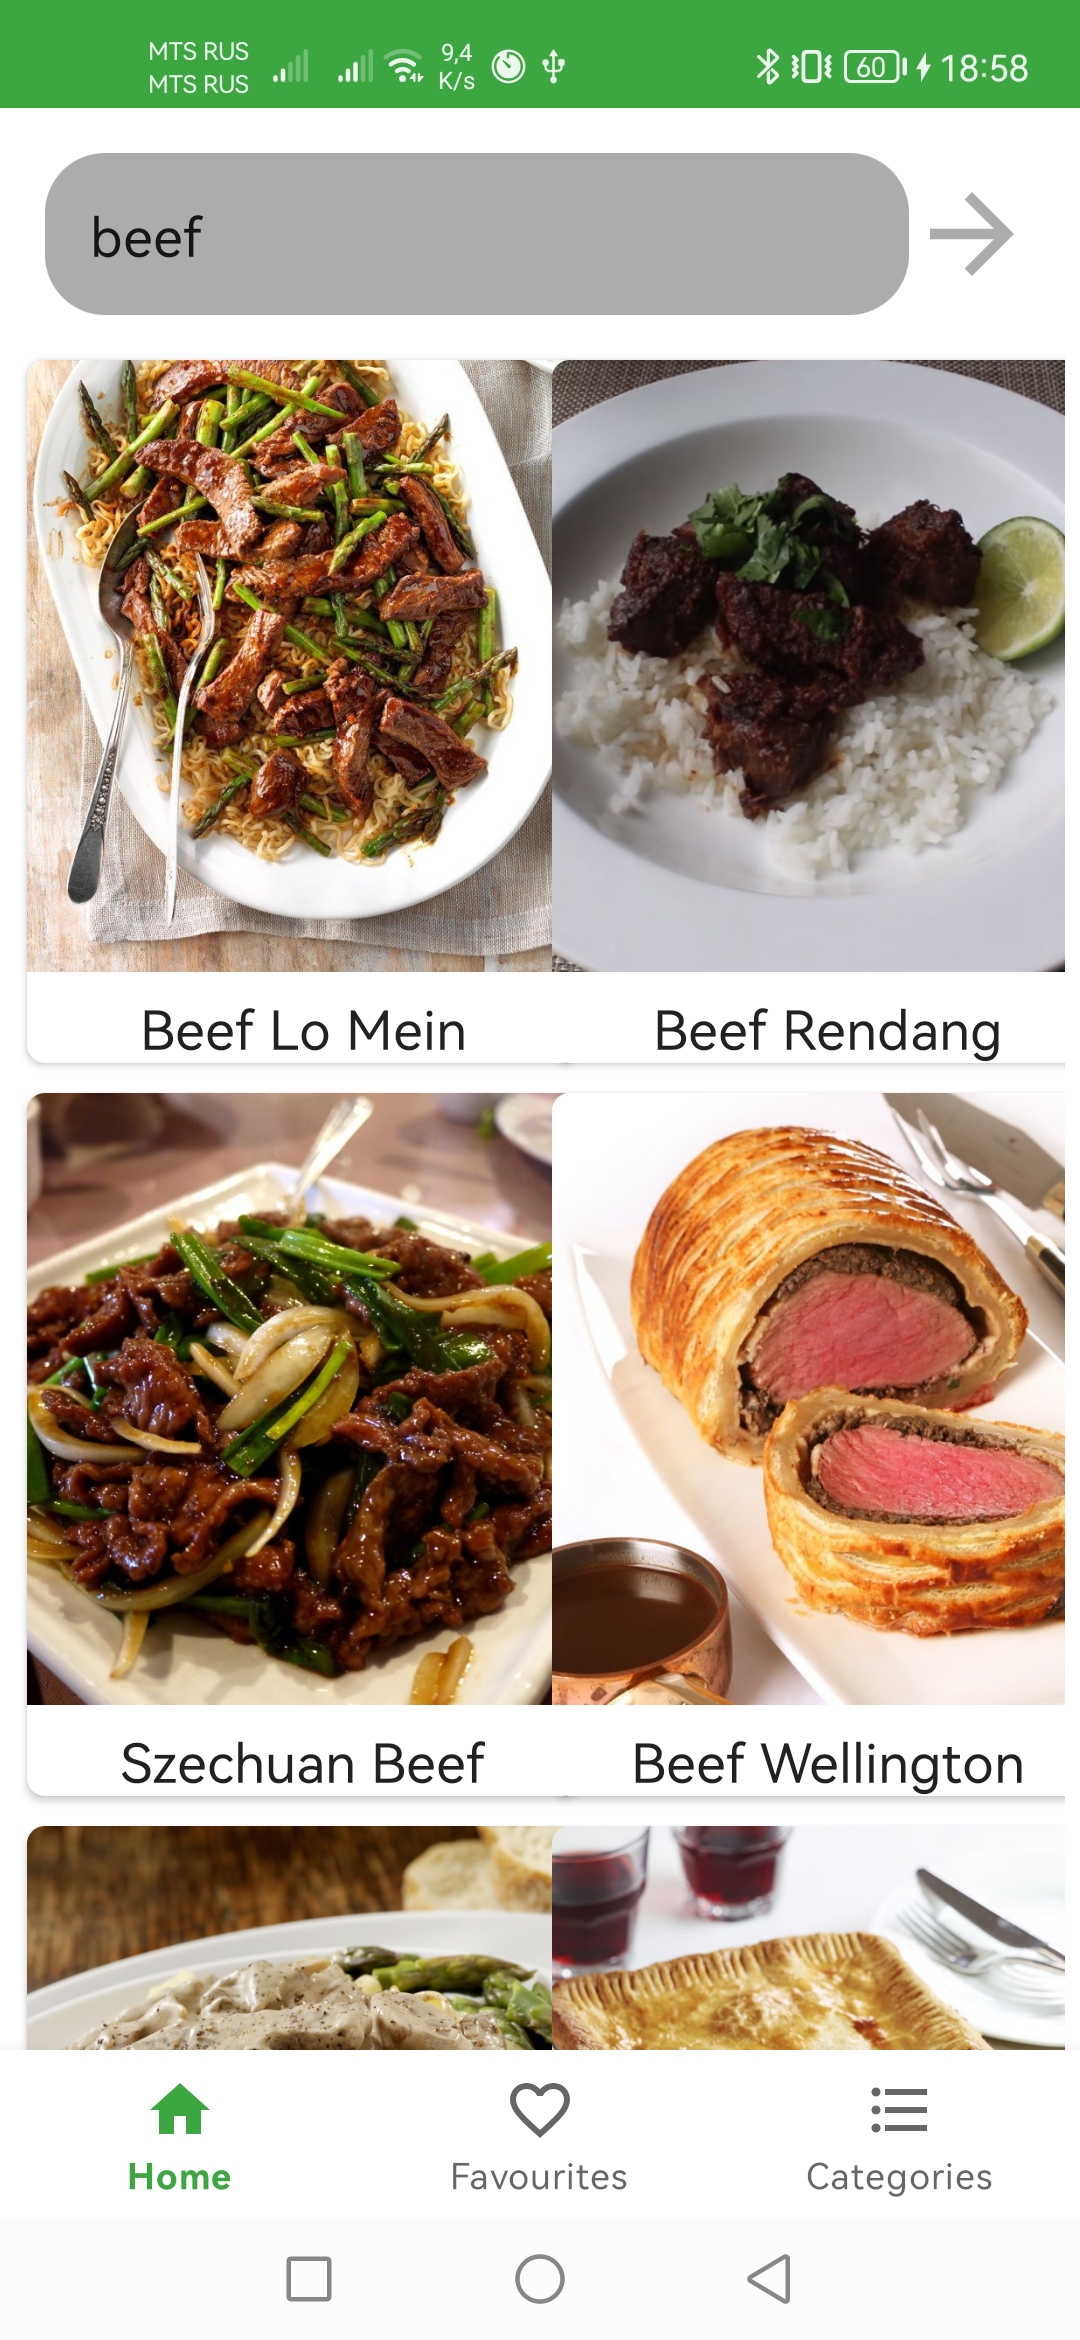 MTS RUS
MTS RUS
9,4
K/s
60
18:58
beef
Beef Lo Mein
Beef Rendang
Szechuan Beef
Beef Wellington
Home
Favourites
Categories